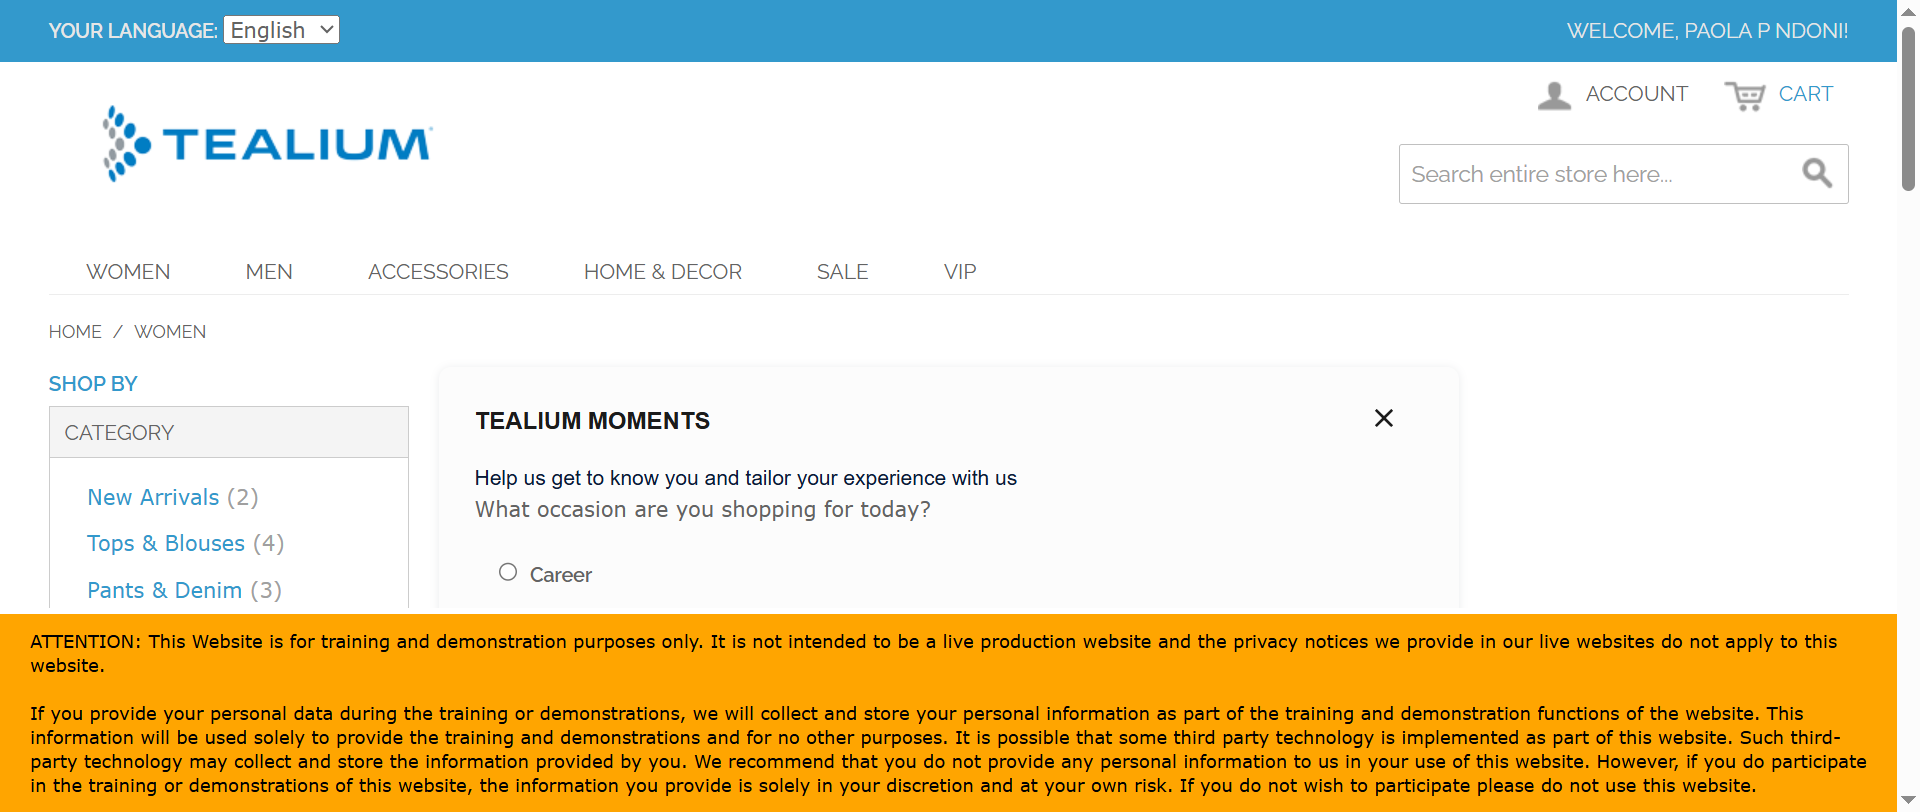 YOUR LANGUAGE: English
WELCOME, PAOLA P NDONI!
ACCOUNT
CART
TEALIUM
Search entire store here...
WOMEN MEN ACCESSORIES HOME & DECOR SALE VIP
HOME / WOMEN
SHOP BY
CATEGORY
New Arrivals (2)
Tops & Blouses (4)
Pants & Denim (3)
TEALIUM MOMENTS
Help us get to know you and tailor your experience with us
What occasion are you shopping for today?
Career
ATTENTION: This Website is for training and demonstration purposes only. It is not intended to be a live production website and the privacy notices we provide in our live websites do not apply to this
website.
If you provide your personal data during the training or demonstrations, we will collect and store your personal information as part of the training and demonstration functions of the website. This
information will be used solely to provide the training and demonstrations and for no other purposes. It is possible that some third party technology is implemented as part of this website. Such third-
party technology may collect and store the information provided by you. We recommend that you do not provide any personal information to us in your use of this website. However, if you do participate
in the training or demonstrations of this website, the information you provide is solely in your discretion and at your own risk. If you do not wish to participate please do not use this website.